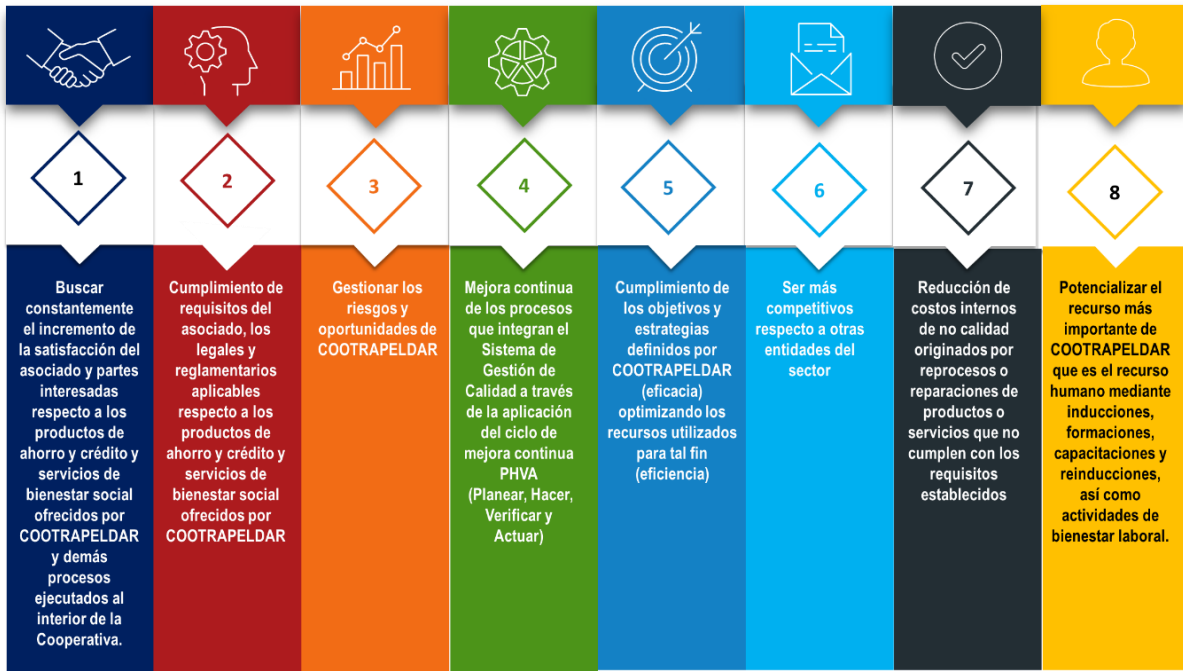 1
Buscar
constantemente
el incremento de
la satisfacción del
asociado y partes
interesadas
respecto a los
productos de
ahorro y crédito y
servicios de
bienestar social
ofrecidos por
COOTRAPELDAR
y demás
procesos
ejecutados al
interior de la
Cooperativa.
2
Cumplimiento de
requisitos del
asociado, los
legales y
reglamentarios
aplicables
respecto a los
productos de
ahorro y crédito y
servicios de
bienestar social
ofrecidos por
COOTRAPELDAR
3
Gestionar los
riesgos y
oportunidades de
COOTRAPELDAR
4
Mejora continua
de los procesos
que integran el
Sistema de
Gestión de
Calidad a través
de la aplicación
del ciclo de
mejora continua
PHVA
(Planear, Hacer,
Verificar y
Actuar)
5
Cumplimiento de
los objetivos y
estrategias
definidos por
COOTRAPELDAR
(eficacia)
optimizando los
recursos utilizados
para tal fin
(eficiencia)
6
Ser más
competitivos
respecto a otras
entidades del
sector
7
Reducción de
costos internos
de no calidad
originados por
reprocesos o
reparaciones de
productos o
servicios que no
cumplen con los
requisitos
establecidos
8
Potencializar el
recurso más
importante de
COOTRAPELDAR
que es el recurso
humano mediante
inducciones,
formaciones,
capacitaciones y
reinducciones,
así como
actividades de
bienestar laboral.